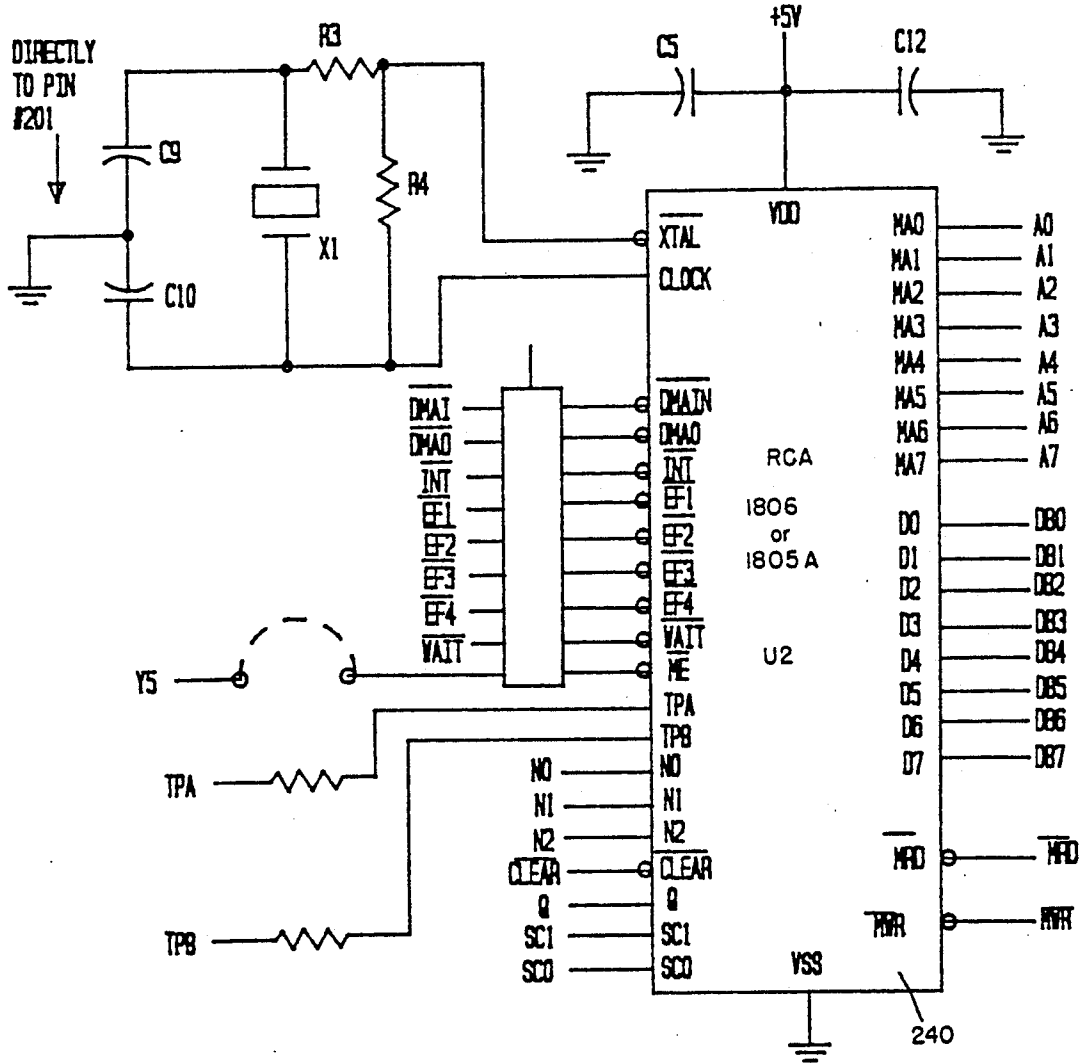 DIRECTLY
TO PIN
#201
R3
+5V
C5
C12
C9
X1
R4
C10
VDD
XTAL
CLOCK
MA0
MA1
MA2
MA3
MA4
MA5
MA6
MA7
A0
A1
A2
A3
A4
A5
A6
A7
DMAI
DMAO
INT
EF1
EF2
EF3
EF4
WAIT
DMAIN
DMAO
INT
EF1
EF2
EF3
EF4
WAIT
ME
RCA
1806
or
1805A
U2
D0
D1
D2
D3
D4
D5
D6
D7
DB0
DB1
DB2
DB3
DB4
DB5
DB6
DB7
Y5
TPA
TPB
TPA
TPB
N0
N1
N2
CLEAR
Q
SC1
SC0
N0
N1
N2
CLEAR
Q
SC1
SC0
MRD
MRD
MWR
MWR
VSS
240